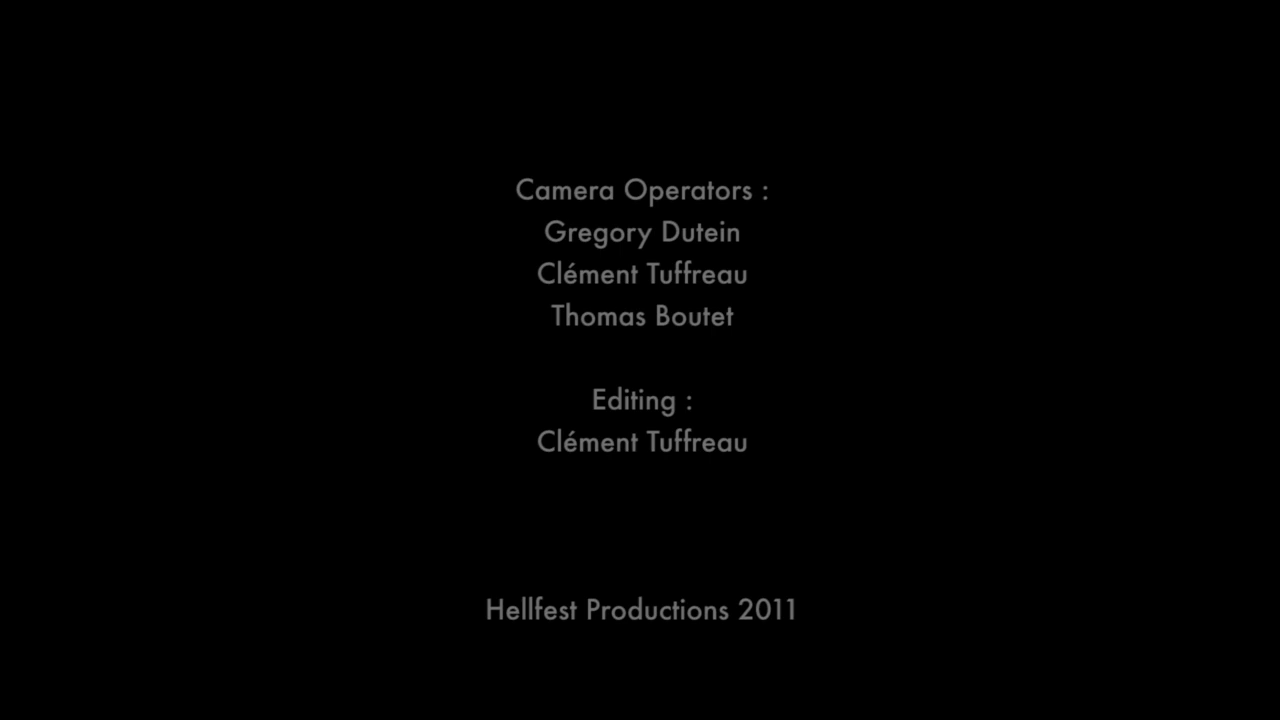 Camera Operators :
Gregory Dutein
Clément Tuffreau
Thomas Boutet
Editing :
Clément Tuffreau
Hellfest Productions 2011